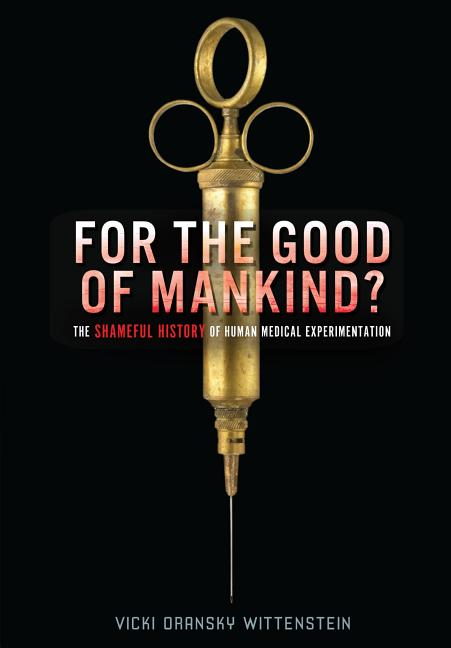 FOR THE GOOD
OF MANKIND?
THE SHAMEFUL HISTORY OF HUMAN MEDICAL EXPERIMENTATION
VICKI ORANSKY WITTENSTEIN